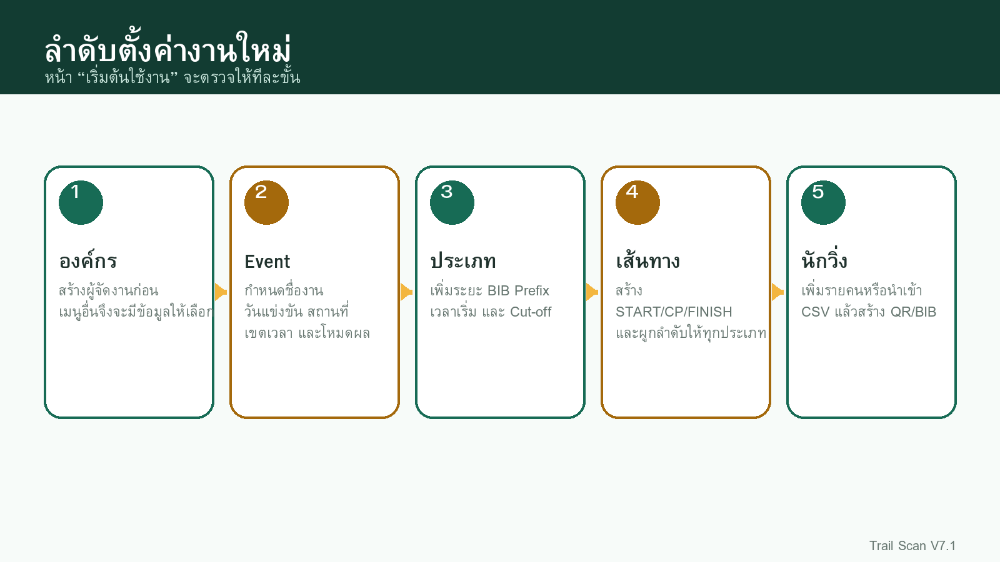 ลำดับตั้งค่างานใหม่
หน้า “เริ่มต้นใช้งาน” จะตรวจให้ทีละขั้น
1
องค์กร
สร้างผู้จัดงานก่อน
เมนูอื่นจึงจะมีข้อมูลให้เลือก
2
Event
กำหนดชื่องาน
วันแข่งขัน สถานที่
เขตเวลา และโหมดผล
3
ประเภท
เพิ่มระยะ BIB Prefix
เวลาเริ่ม และ Cut-off
4
เส้นทาง
สร้าง
START/CP/FINISH
และผูกลำดับให้ทุกประเภท
5
นักวิ่ง
เพิ่มรายคนหรือนำเข้า
CSV แล้วสร้าง QR/BIB
Trail Scan V7.1